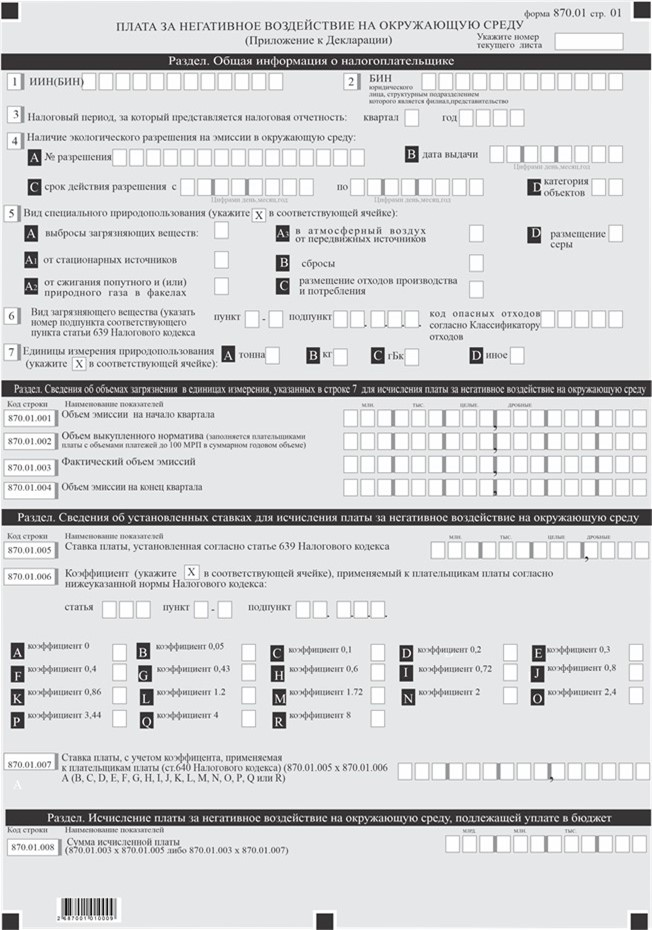 форма 870.01 стр. 01
ПЛАТА ЗА НЕГАТИВНОЕ ВОЗДЕЙСТВИЕ НА ОКРУЖАЮЩУЮ СРЕДУ
(Приложение к Декларации)
Укажите номер
текущего листа
Раздел. Общая информация о налогоплательщике
1 ИИН(БИН)
2 БИН
юридического
лица, структурным подразделением
которого является филиал,представительство
3 Налоговый период, за который представляется налоговая отчетность: квартал год
4 Наличие экологического разрешения на эмиссии в окружающую среду:
A № разрешения B дата выдачи
Цифрами день,месяц,год
C срок действия разрешения с по D категория
объектов
Цифрами день,месяц,год Цифрами день,месяц,год
5 Вид специального природопользования (укажите X в соответствующей ячейке):
A выбросы загрязняющих веществ: A3 в атмосферный воздух
от передвижных источников D размещение
серы
A1 от стационарных источников B сбросы
A2 от сжигания попутного и (или)
природного газа в факелах C размещение отходов производства
и потребления
6 Вид загрязняющего вещества (указать
номер подпункта соответствующего
пункта статьи 639 Налогового кодекса
пункт - подпункт . . . .
код опасных отходов
согласно Классификатору
отходов
7 Единицы измерения природопользования
(укажите X в соответствующей ячейке): A тонна B кг C гБк D иное
Раздел. Сведения об объемах загрязнения в единицах измерения, указанных в строке 7 для исчисления платы за негативное воздействие на окружающую среду
Код строки Наименование показателей МЛН. ТЫС. ЦЕЛЫЕ ДРОБНЫЕ
870.01.001 Объем эмиссии на начало квартала ,
870.01.002 Объем выкупленного норматива (заполняется плательщиками
платы с объемами платежей до 100 МРП в суммарном годовом объеме) ,
870.01.003 Фактический объем эмиссий ,
870.01.004 Объем эмиссии на конец квартала ,
Раздел. Сведения об установленных ставках для исчисления платы за негативное воздействие на окружающую среду
Код строки Наименование показателей МЛН. ТЫС. ЦЕЛЫЕ ДРОБНЫЕ
870.01.005 Ставка платы, установленная согласно статье 639 Налогового кодекса ,
870.01.006 Коэффициент (укажите X в соответствующей ячейке), применяемый к плательщикам платы согласно
нижеуказанной нормы Налогового кодекса:
статья пункт - подпункт . . . .
A коэффициент 0 B коэффициент 0,05 C коэффициент 0,1 D коэффициент 0,2 E коэффициент 0,3
F коэффициент 0,4 G коэффициент 0,43 H коэффициент 0,6 I коэффициент 0,72 J коэффициент 0,8
K коэффициент 0,86 L коэффициент 1.2 M коэффициент 1.72 N коэффициент 2 O коэффициент 2,4
P коэффициент 3,44 Q коэффициент 4 R коэффициент 8
870.01.007 Ставка платы, с учетом коэффицента, применяемая
к плательщикам платы (ст.640 Налогового кодекса) (870.01.005 х 870.01.006
A (B, C, D, E, F, G, H, I, J, K, L, M, N, O, P, Q или R) ,
A
Раздел. Исчисление платы за негативное воздействие на окружающую среду, подлежащей уплате в бюджет
Код строки Наименование показателей МЛРД. МЛН. ТЫС.
870.01.008 Сумма исчисленной платы
(870.01.003 х 870.01.005 либо 870.01.003 х 870.01.007)